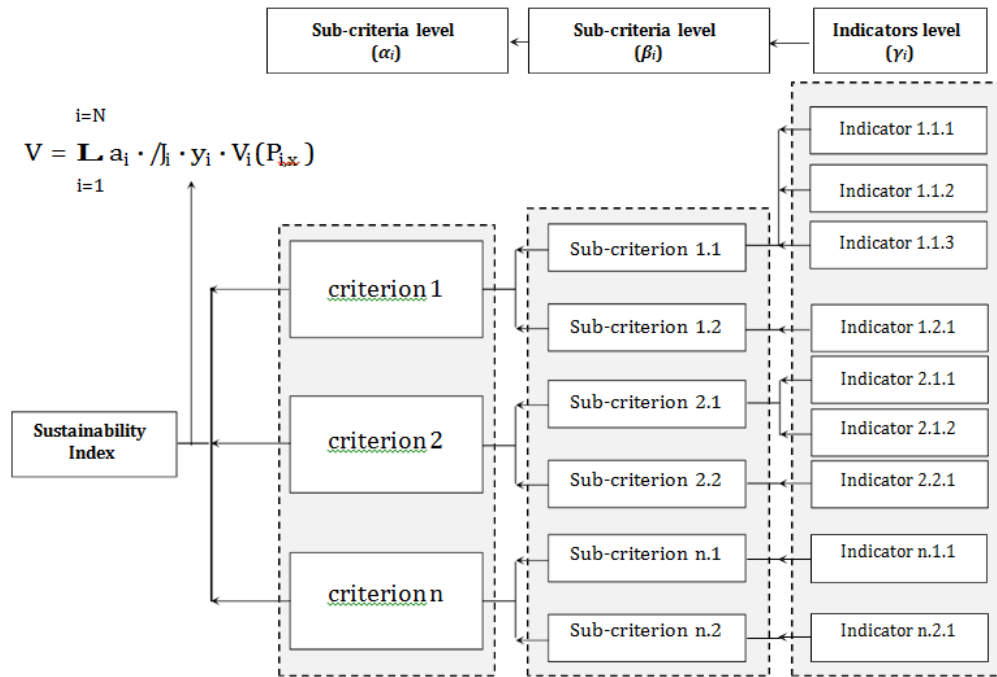 Sub-criteria level
(αᵢ)
Sub-criteria level
(βᵢ)
Indicators level
(γᵢ)
i=N
V = L aᵢ · /Jᵢ · yᵢ · Vᵢ(Pᵢ,ₓ)
i=1
Indicator 1.1.1
Indicator 1.1.2
Indicator 1.1.3
Sub-criterion 1.1
criterion 1
Sub-criterion 1.2
Indicator 1.2.1
Indicator 2.1.1
Sub-criterion 2.1
Indicator 2.1.2
Sustainability
Index
criterion 2
Sub-criterion 2.2
Indicator 2.2.1
Sub-criterion n.1
Indicator n.1.1
criterion n
Sub-criterion n.2
Indicator n.2.1